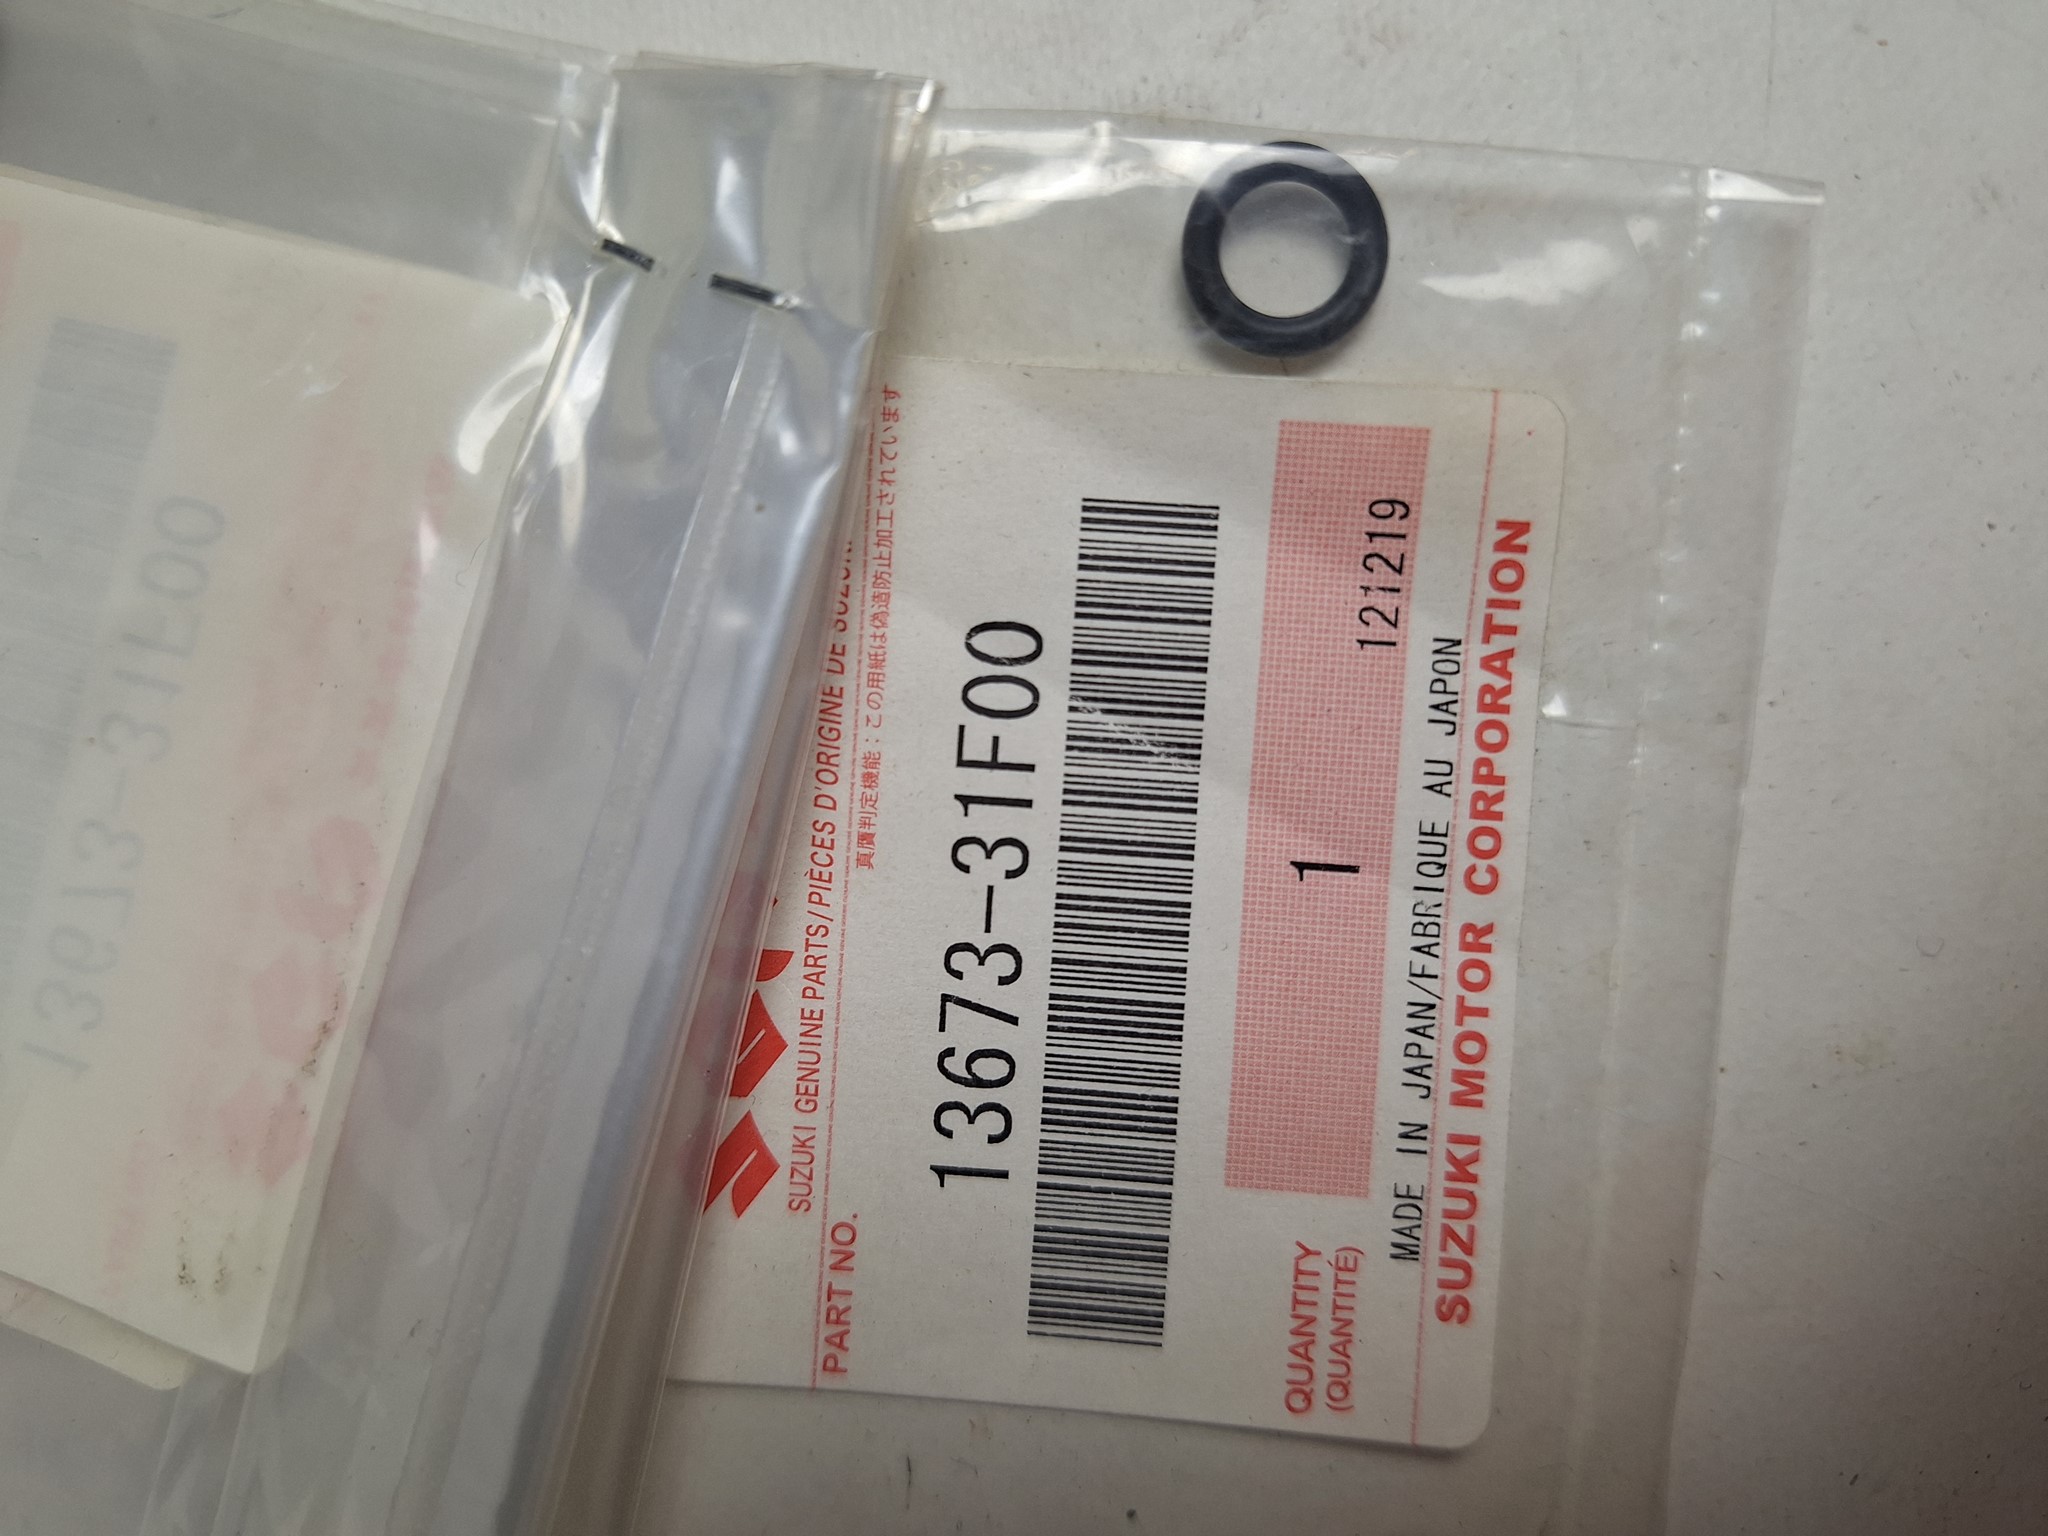 SUZUKI GENUINE PARTS/PIÈCES D'ORIGINE DE SUZUKI
真贋判定機能：この用紙は偽造防止加工されています
PART NO.
13673-31F00
QUANTITY
(QUANTITÉ)
1
121219
MADE IN JAPAN/FABRIQUE AU JAPON
SUZUKI MOTOR CORPORATION
13673-31F00